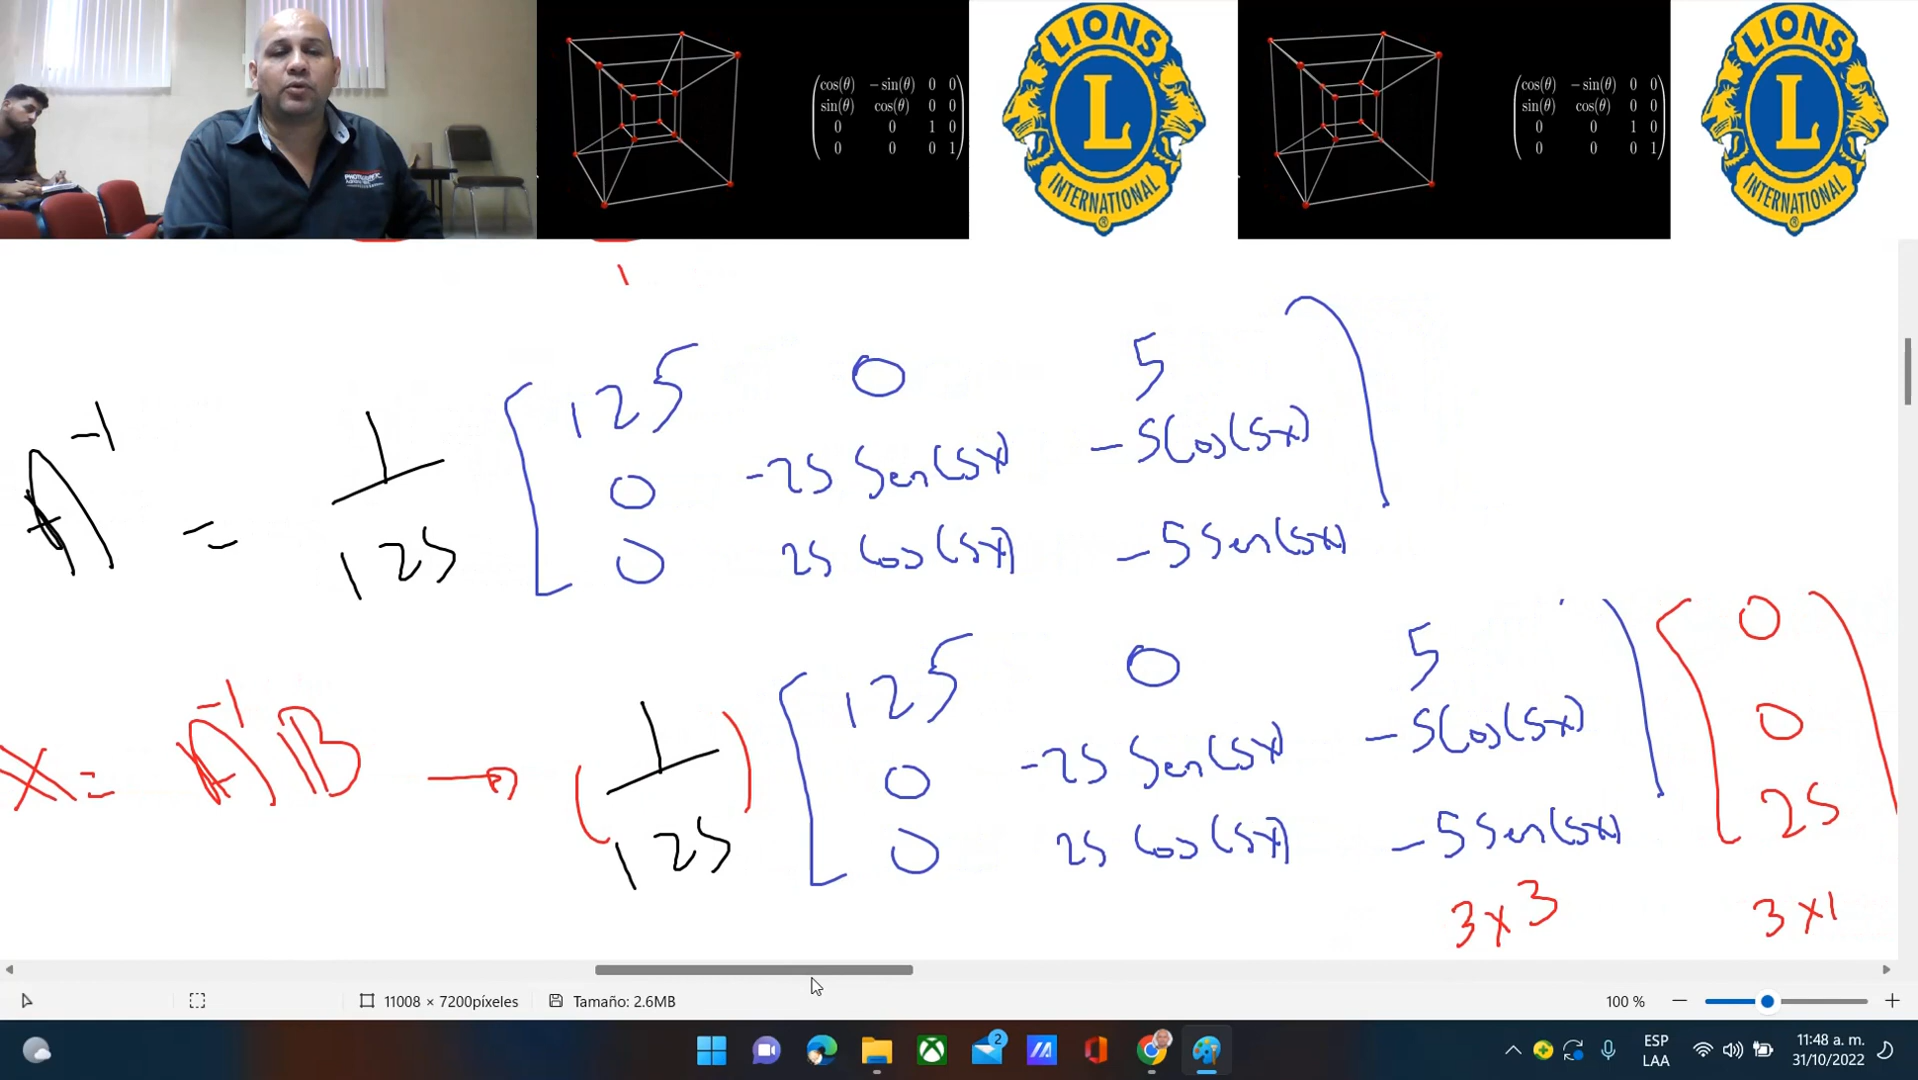 PHOTO
cos(θ) −sin(θ) 0 0
sin(θ) cos(θ) 0 0
0 0 1 0
0 0 0 1
LIONS
L
INTERNATIONAL
®
cos(θ) −sin(θ) 0 0
sin(θ) cos(θ) 0 0
0 0 1 0
0 0 0 1
LIONS
L
INTERNATIONAL
®
A⁻¹ = 1/125 [ 125 0 5
0 -25 Sen(5x) -5Cos(5x)
0 25 Cos(5x) -5Sen(5x) ]
X = A⁻¹B → (1/125) [ 125 0 5
0 -25 Sen(5x) -5Cos(5x)
0 25 Cos(5x) -5Sen(5x) ]
[ 0
0
25 ]
3x3 3x1
11008 × 7200píxeles Tamaño: 2.6MB 100 %
2
ESP
LAA
11:48 a. m.
31/10/2022